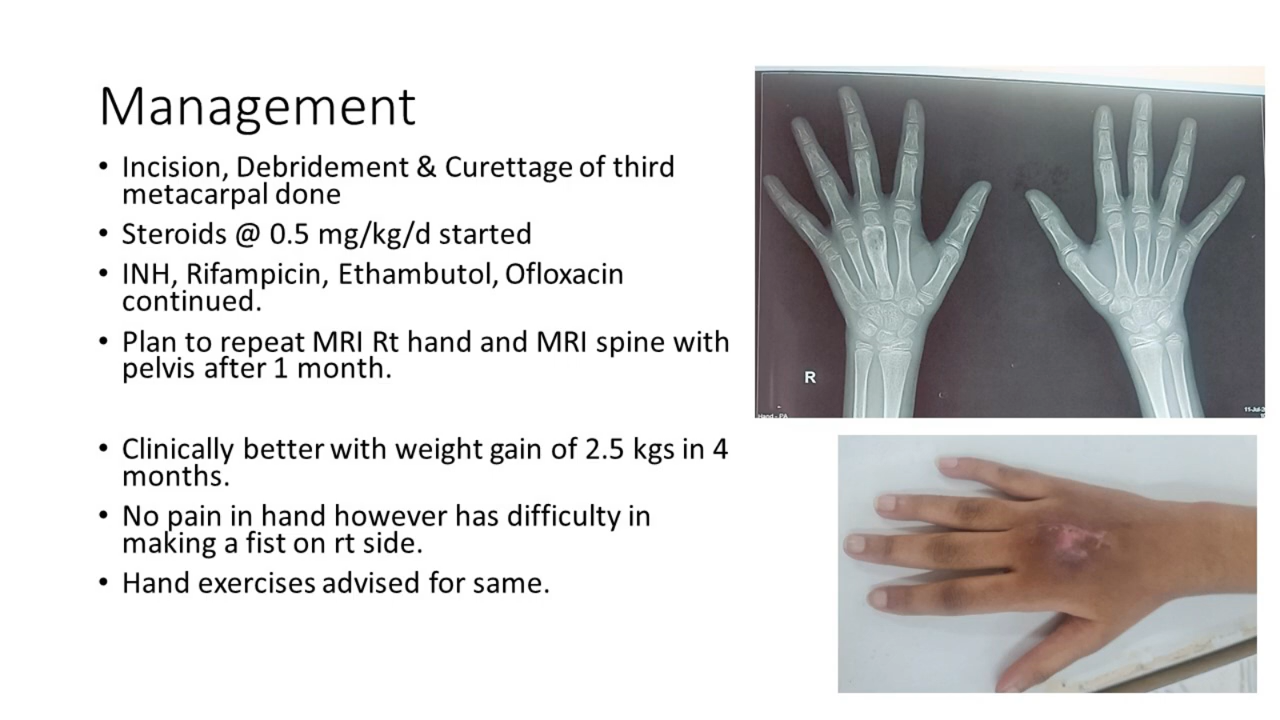 Management
• Incision, Debridement & Curettage of third
metacarpal done
• Steroids @ 0.5 mg/kg/d started
• INH, Rifampicin, Ethambutol, Ofloxacin
continued.
• Plan to repeat MRI Rt hand and MRI spine with
pelvis after 1 month.
• Clinically better with weight gain of 2.5 kgs in 4
months.
• No pain in hand however has difficulty in
making a fist on rt side.
• Hand exercises advised for same.
R
Hand - PA